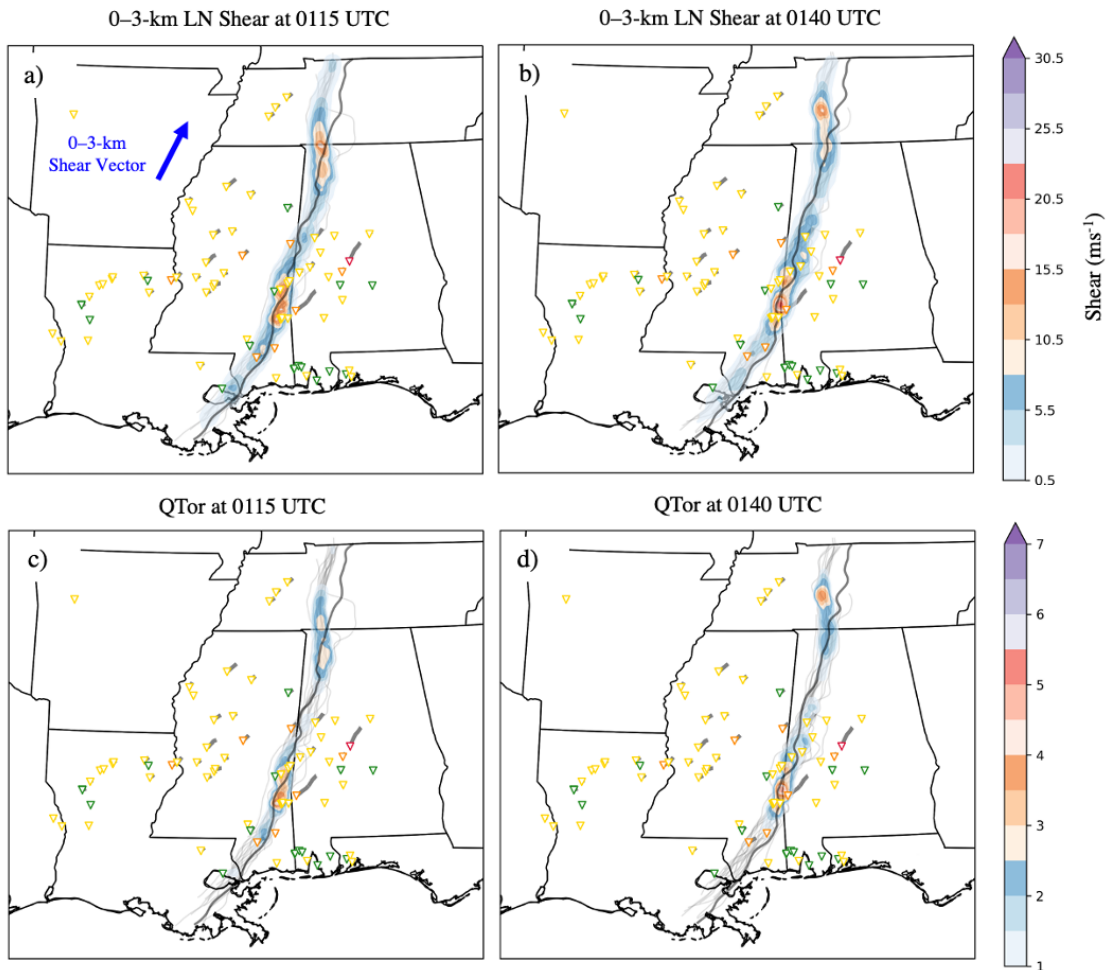 0–3-km LN Shear at 0115 UTC
0–3-km LN Shear at 0140 UTC
a)
0–3-km
Shear Vector
b)
30.5
25.5
20.5
15.5
10.5
5.5
0.5
Shear (ms⁻¹)
QTor at 0115 UTC
QTor at 0140 UTC
c)
d)
7
6
5
4
3
2
1